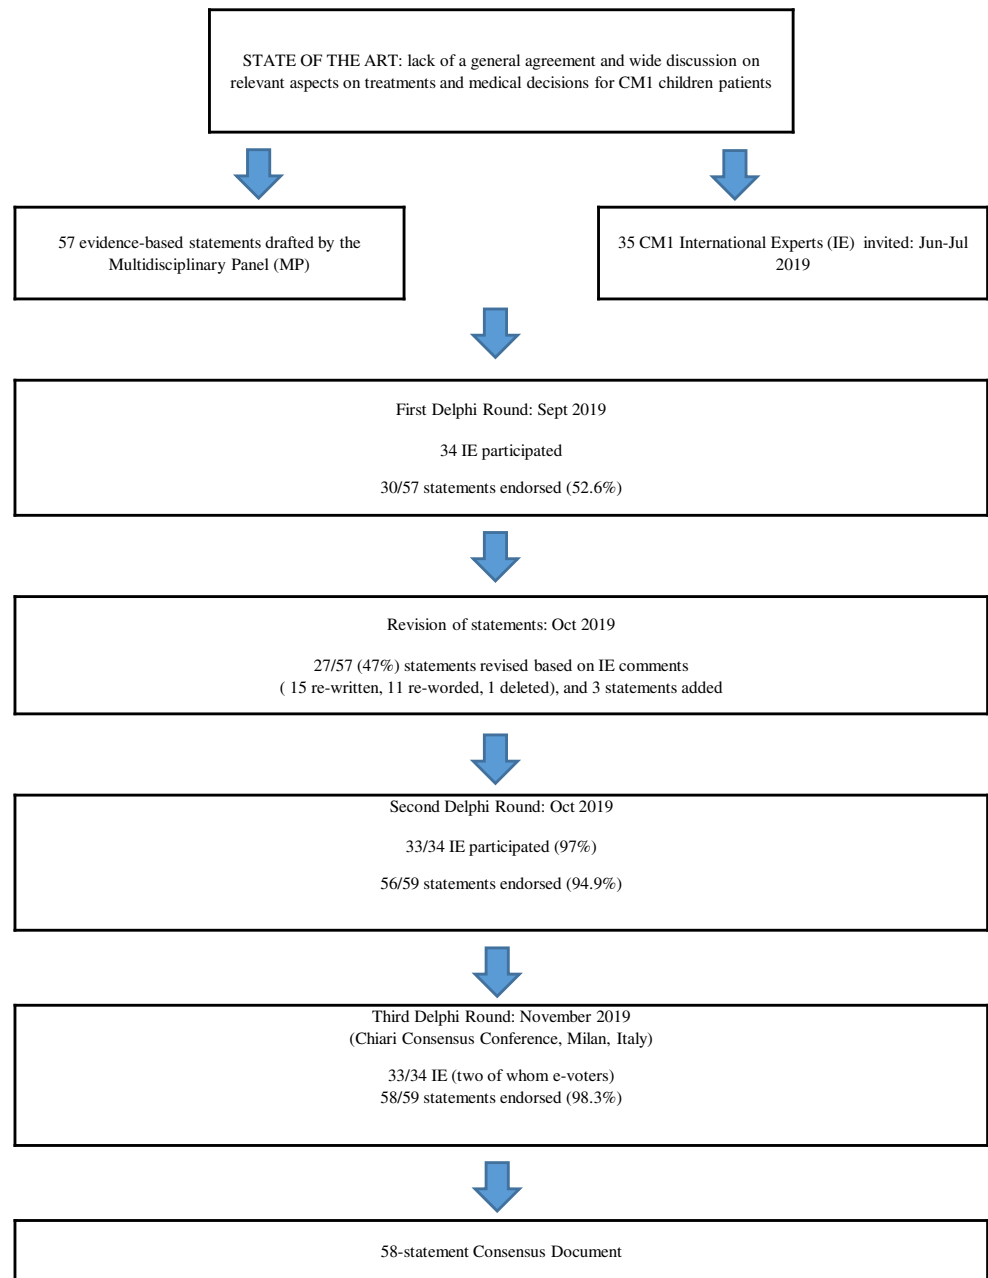 STATE OF THE ART: lack of a general agreement and wide discussion on
relevant aspects on treatments and medical decisions for CM1 children patients
57 evidence-based statements drafted by the
Multidisciplinary Panel (MP)
35 CM1 International Experts (IE) invited: Jun-Jul
2019
First Delphi Round: Sept 2019
34 IE participated
30/57 statements endorsed (52.6%)
Revision of statements: Oct 2019
27/57 (47%) statements revised based on IE comments
( 15 re-written, 11 re-worded, 1 deleted), and 3 statements added
Second Delphi Round: Oct 2019
33/34 IE participated (97%)
56/59 statements endorsed (94.9%)
Third Delphi Round: November 2019
(Chiari Consensus Conference, Milan, Italy)
33/34 IE (two of whom e-voters)
58/59 statements endorsed (98.3%)
58-statement Consensus Document